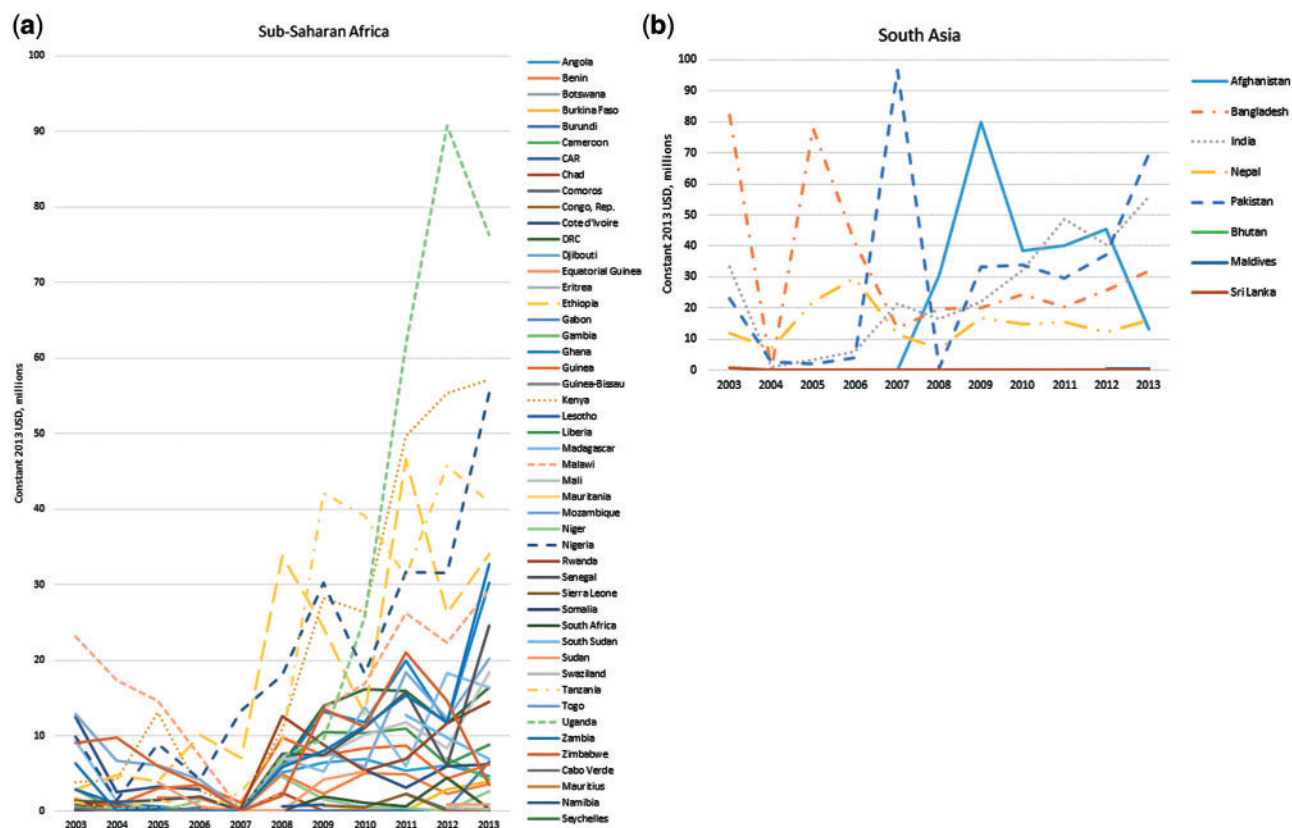 (a)
Sub-Saharan Africa
100
90
80
70
60
50
40
30
20
10
0
Constant 2013 USD, millions
2003 2004 2005 2006 2007 2008 2009 2010 2011 2012 2013
Angola
Benin
Botswana
Burkina Faso
Burundi
Cameroon
CAR
Chad
Comoros
Congo, Rep.
Cote d'Ivoire
DRC
Djibouti
Equatorial Guinea
Eritrea
Ethiopia
Gabon
Gambia
Ghana
Guinea
Guinea-Bissau
Kenya
Lesotho
Liberia
Madagascar
Malawi
Mali
Mauritania
Mozambique
Niger
Nigeria
Rwanda
Senegal
Sierra Leone
Somalia
South Africa
South Sudan
Sudan
Swaziland
Tanzania
Togo
Uganda
Zambia
Zimbabwe
Cabo Verde
Mauritius
Namibia
Seychelles
(b)
South Asia
100
90
80
70
60
50
40
30
20
10
0
Constant 2013 USD, millions
2003 2004 2005 2006 2007 2008 2009 2010 2011 2012 2013
Afghanistan
Bangladesh
India
Nepal
Pakistan
Bhutan
Maldives
Sri Lanka